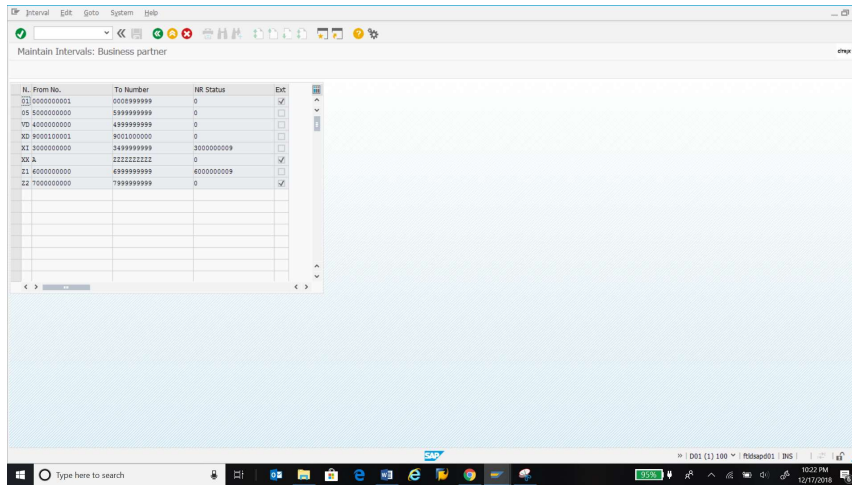 Interval Edit Goto System Help
Maintain Intervals: Business partner
citrix
N.. From No. To Number NR Status Ext
01 0000000001 0008999999 0
05 5000000000 5999999999 0
VD 4000000000 4999999999 0
XD 9000100001 9001000000 0
XI 3000000000 3499999999 3000000009
XX A ZZZZZZZZZZ 0
Z1 6000000000 6999999999 6000000009
Z2 7000000000 7999999999 0
SAP
D01 (1) 100 ftldsapd01 INS
Type here to search
95%
10:22 PM
12/17/2018